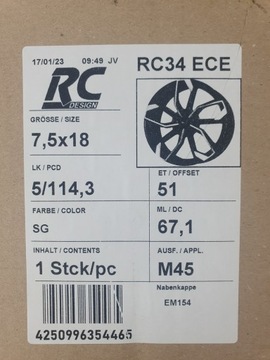 17/01/23 09:49 JV
RC
DESIGN
RC34 ECE
GRÖSSE / SIZE
7,5x18
LK / PCD
5/114,3
ET / OFFSET
51
FARBE / COLOR
SG
ML / DC
67,1
INHALT / CONTENTS
1 Stck/pc
AUSF. / APPL.
M45
Nabenkappe
EM154
4250996354465